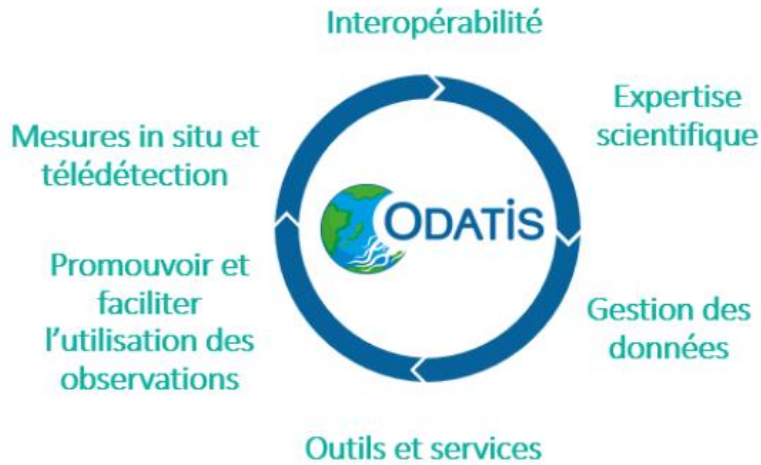 Interopérabilité
Expertise
scientifique
Mesures in situ et
télédétection
ODATIS
Promouvoir et
faciliter
l'utilisation des
observations
Gestion des
données
Outils et services